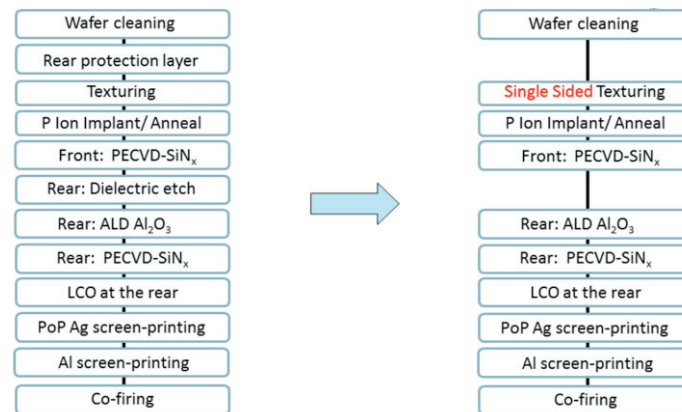 Wafer cleaning
Rear protection layer
Texturing
P Ion Implant/ Anneal
Front: PECVD-SiNₓ
Rear: Dielectric etch
Rear: ALD Al₂O₃
Rear: PECVD-SiNₓ
LCO at the rear
PoP Ag screen-printing
Al screen-printing
Co-firing
Wafer cleaning
Single Sided Texturing
P Ion Implant/ Anneal
Front: PECVD-SiNₓ
Rear: ALD Al₂O₃
Rear: PECVD-SiNₓ
LCO at the rear
PoP Ag screen-printing
Al screen-printing
Co-firing